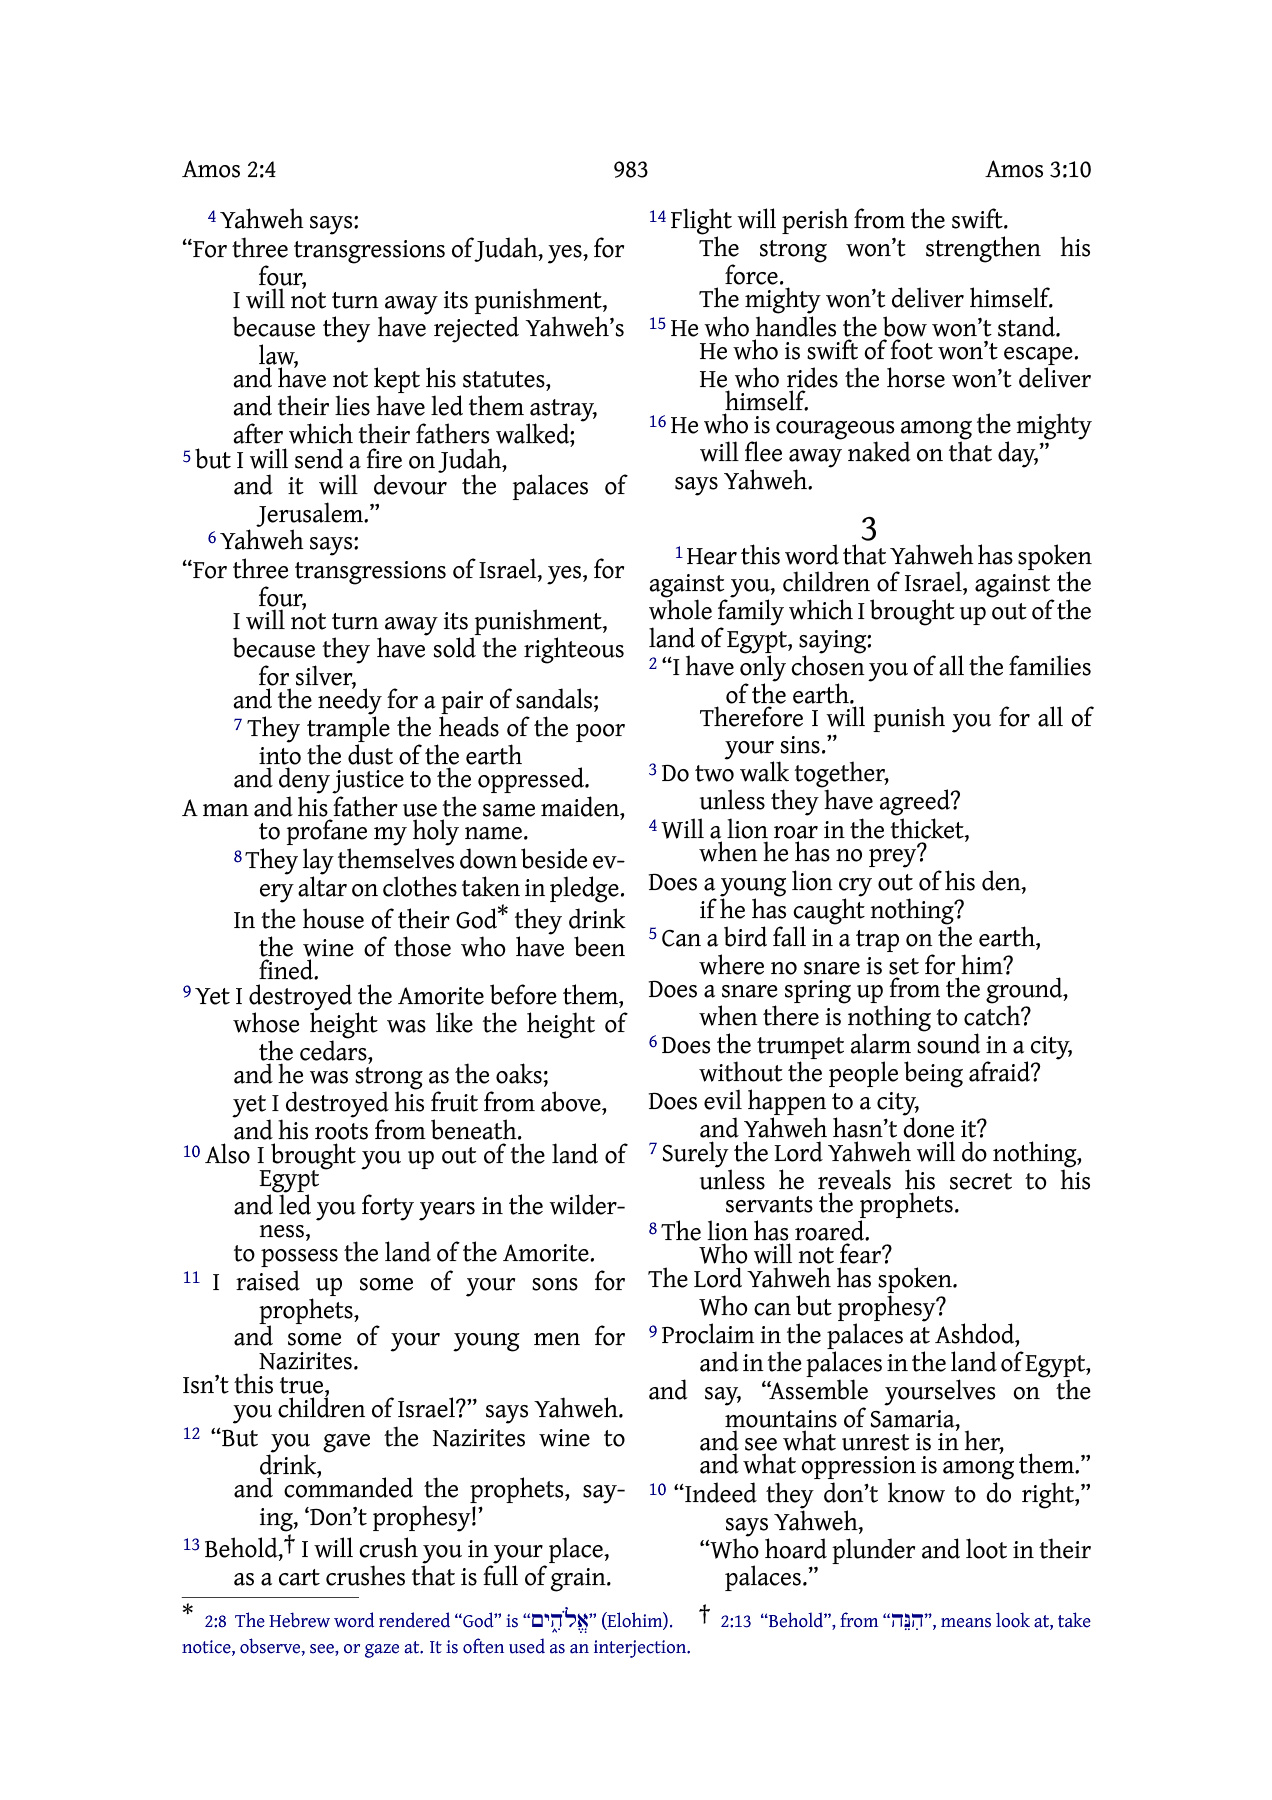 Amos 2:4 983 Amos 3:10
4 Yahweh says:
“For three transgressions of Judah, yes, for
four,
I will not turn away its punishment,
because they have rejected Yahweh’s
law,
and have not kept his statutes,
and their lies have led them astray,
after which their fathers walked;
5 but I will send a fire on Judah,
and it will devour the palaces of
Jerusalem.”
6 Yahweh says:
“For three transgressions of Israel, yes, for
four,
I will not turn away its punishment,
because they have sold the righteous
for silver,
and the needy for a pair of sandals;
7 They trample the heads of the poor
into the dust of the earth
and deny justice to the oppressed.
A man and his father use the same maiden,
to profane my holy name.
8 They lay themselves down beside ev-
ery altar on clothes taken in pledge.
In the house of their God* they drink
the wine of those who have been
fined.
9 Yet I destroyed the Amorite before them,
whose height was like the height of
the cedars,
and he was strong as the oaks;
yet I destroyed his fruit from above,
and his roots from beneath.
10 Also I brought you up out of the land of
Egypt
and led you forty years in the wilder-
ness,
to possess the land of the Amorite.
11 I raised up some of your sons for
prophets,
and some of your young men for
Nazirites.
Isn’t this true,
you children of Israel?” says Yahweh.
12 “But you gave the Nazirites wine to
drink,
and commanded the prophets, say-
ing, ‘Don’t prophesy!’
13 Behold,† I will crush you in your place,
as a cart crushes that is full of grain.
14 Flight will perish from the swift.
The strong won’t strengthen his
force.
The mighty won’t deliver himself.
15 He who handles the bow won’t stand.
He who is swift of foot won’t escape.
He who rides the horse won’t deliver
himself.
16 He who is courageous among the mighty
will flee away naked on that day,”
says Yahweh.
3
1 Hear this word that Yahweh has spoken
against you, children of Israel, against the
whole family which I brought up out of the
land of Egypt, saying:
2 “I have only chosen you of all the families
of the earth.
Therefore I will punish you for all of
your sins.”
3 Do two walk together,
unless they have agreed?
4 Will a lion roar in the thicket,
when he has no prey?
Does a young lion cry out of his den,
if he has caught nothing?
5 Can a bird fall in a trap on the earth,
where no snare is set for him?
Does a snare spring up from the ground,
when there is nothing to catch?
6 Does the trumpet alarm sound in a city,
without the people being afraid?
Does evil happen to a city,
and Yahweh hasn’t done it?
7 Surely the Lord Yahweh will do nothing,
unless he reveals his secret to his
servants the prophets.
8 The lion has roared.
Who will not fear?
The Lord Yahweh has spoken.
Who can but prophesy?
9 Proclaim in the palaces at Ashdod,
and in the palaces in the land of Egypt,
and say, “Assemble yourselves on the
mountains of Samaria,
and see what unrest is in her,
and what oppression is among them.”
10 “Indeed they don’t know to do right,”
says Yahweh,
“Who hoard plunder and loot in their
palaces.”
* 2:8 The Hebrew word rendered “God” is “אֱלֹהִ֑ים” (Elohim). † 2:13 “Behold”, from “הִנֵּה”, means look at, take
notice, observe, see, or gaze at. It is often used as an interjection.